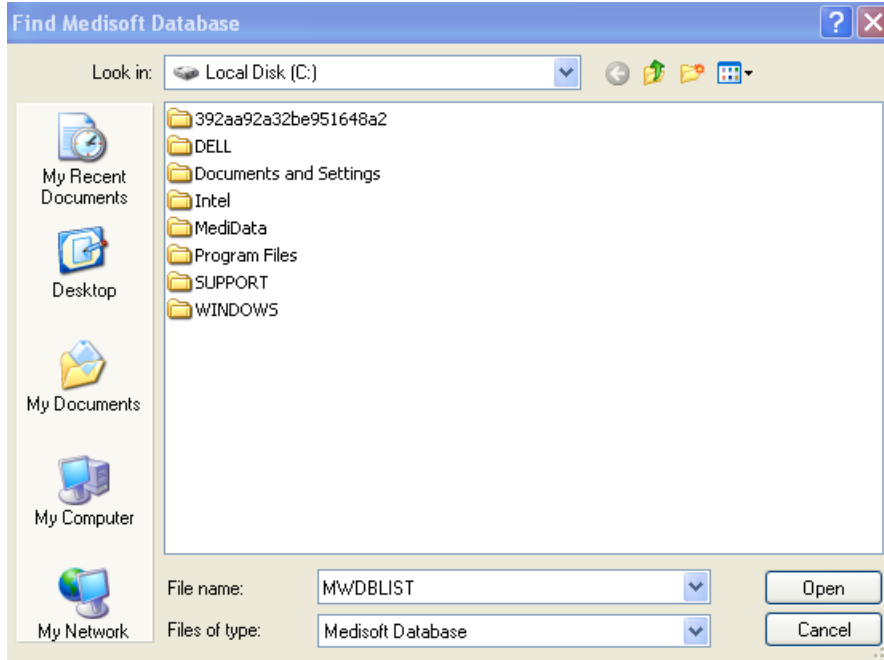 Find Medisoft Database
Look in: Local Disk (C:)
My Recent
Documents
Desktop
My Documents
My Computer
My Network
392aa92a32be951648a2
DELL
Documents and Settings
Intel
MediData
Program Files
SUPPORT
WINDOWS
File name: MWDBLIST Open
Files of type: Medisoft Database Cancel